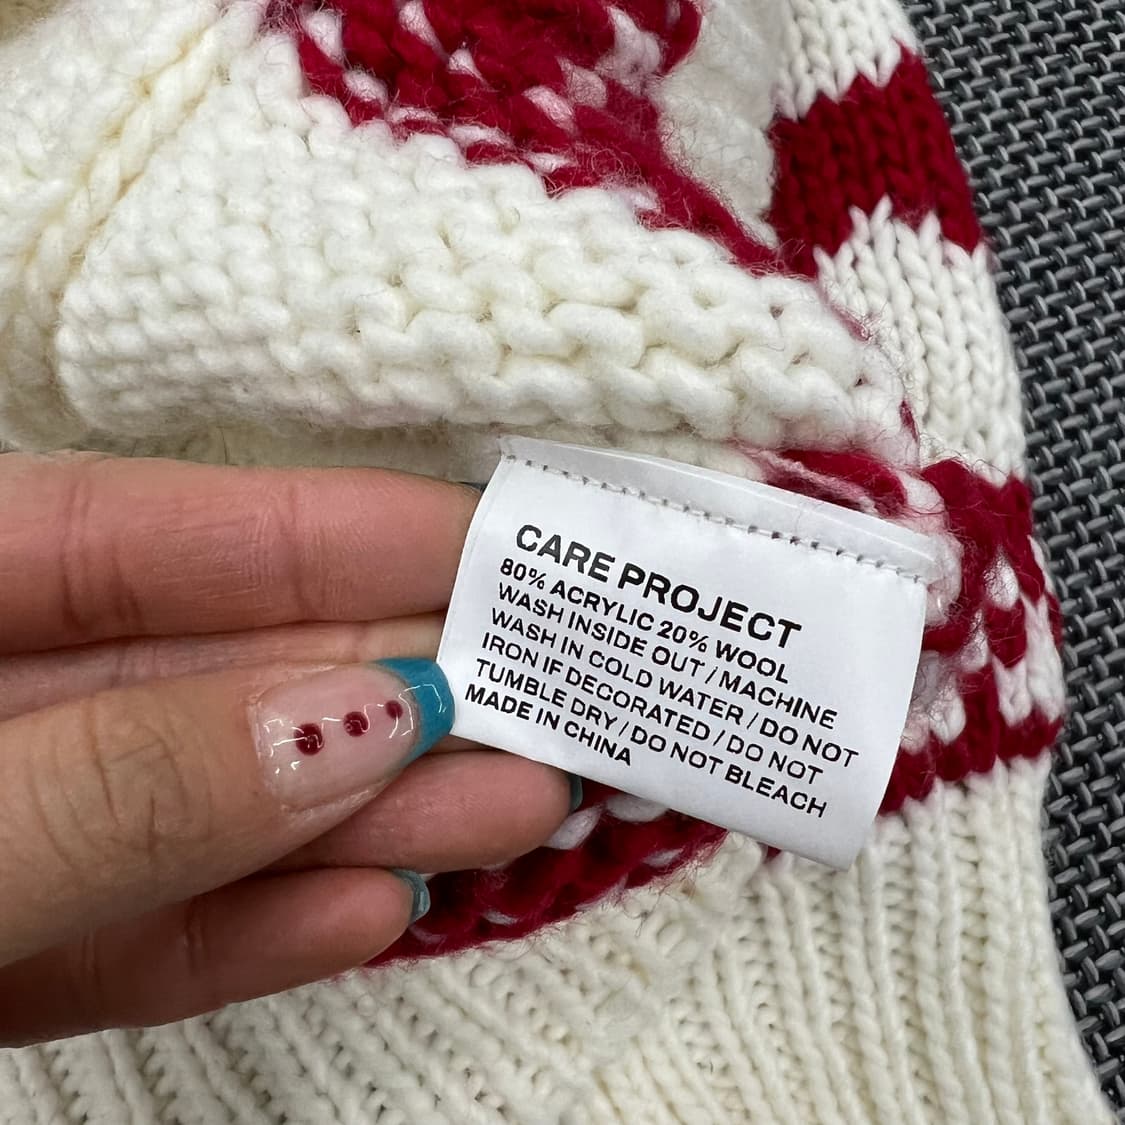 CARE PROJECT
80% ACRYLIC 20% WOOL
WASH INSIDE OUT / MACHINE
WASH IN COLD WATER / DO NOT
IRON IF DECORATED / DO NOT
TUMBLE DRY / DO NOT BLEACH
MADE IN CHINA